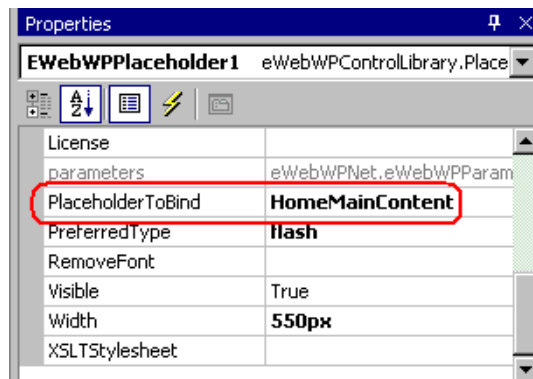 Properties
EWebWPPlaceholder1 eWebWPControlLibrary.Place
License
parameters eWebWPNet.eWebWPParam
PlaceholderToBind HomeMainContent
PreferredType flash
RemoveFont
Visible True
Width 550px
XSLTStylesheet